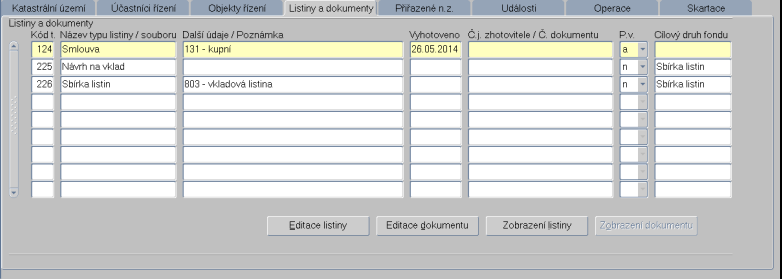 Katastrální území Účastníci řízení Objekty řízení Listiny a dokumenty Přiřazené n.z. Události Operace Skartace
Listiny a dokumenty
Kód t. Název typu listiny / souboru Další údaje / Poznámka Vyhotoveno Č.j. zhotovitele / Č. dokumentu P.v. Cílový druh fondu
124 Smlouva 131 - kupní 26.05.2014 a
225 Návrh na vklad n Sbírka listin
226 Sbírka listin 803 - vkladová listina n Sbírka listin
Editace listiny Editace dokumentu Zobrazení listiny Zobrazení dokumentu